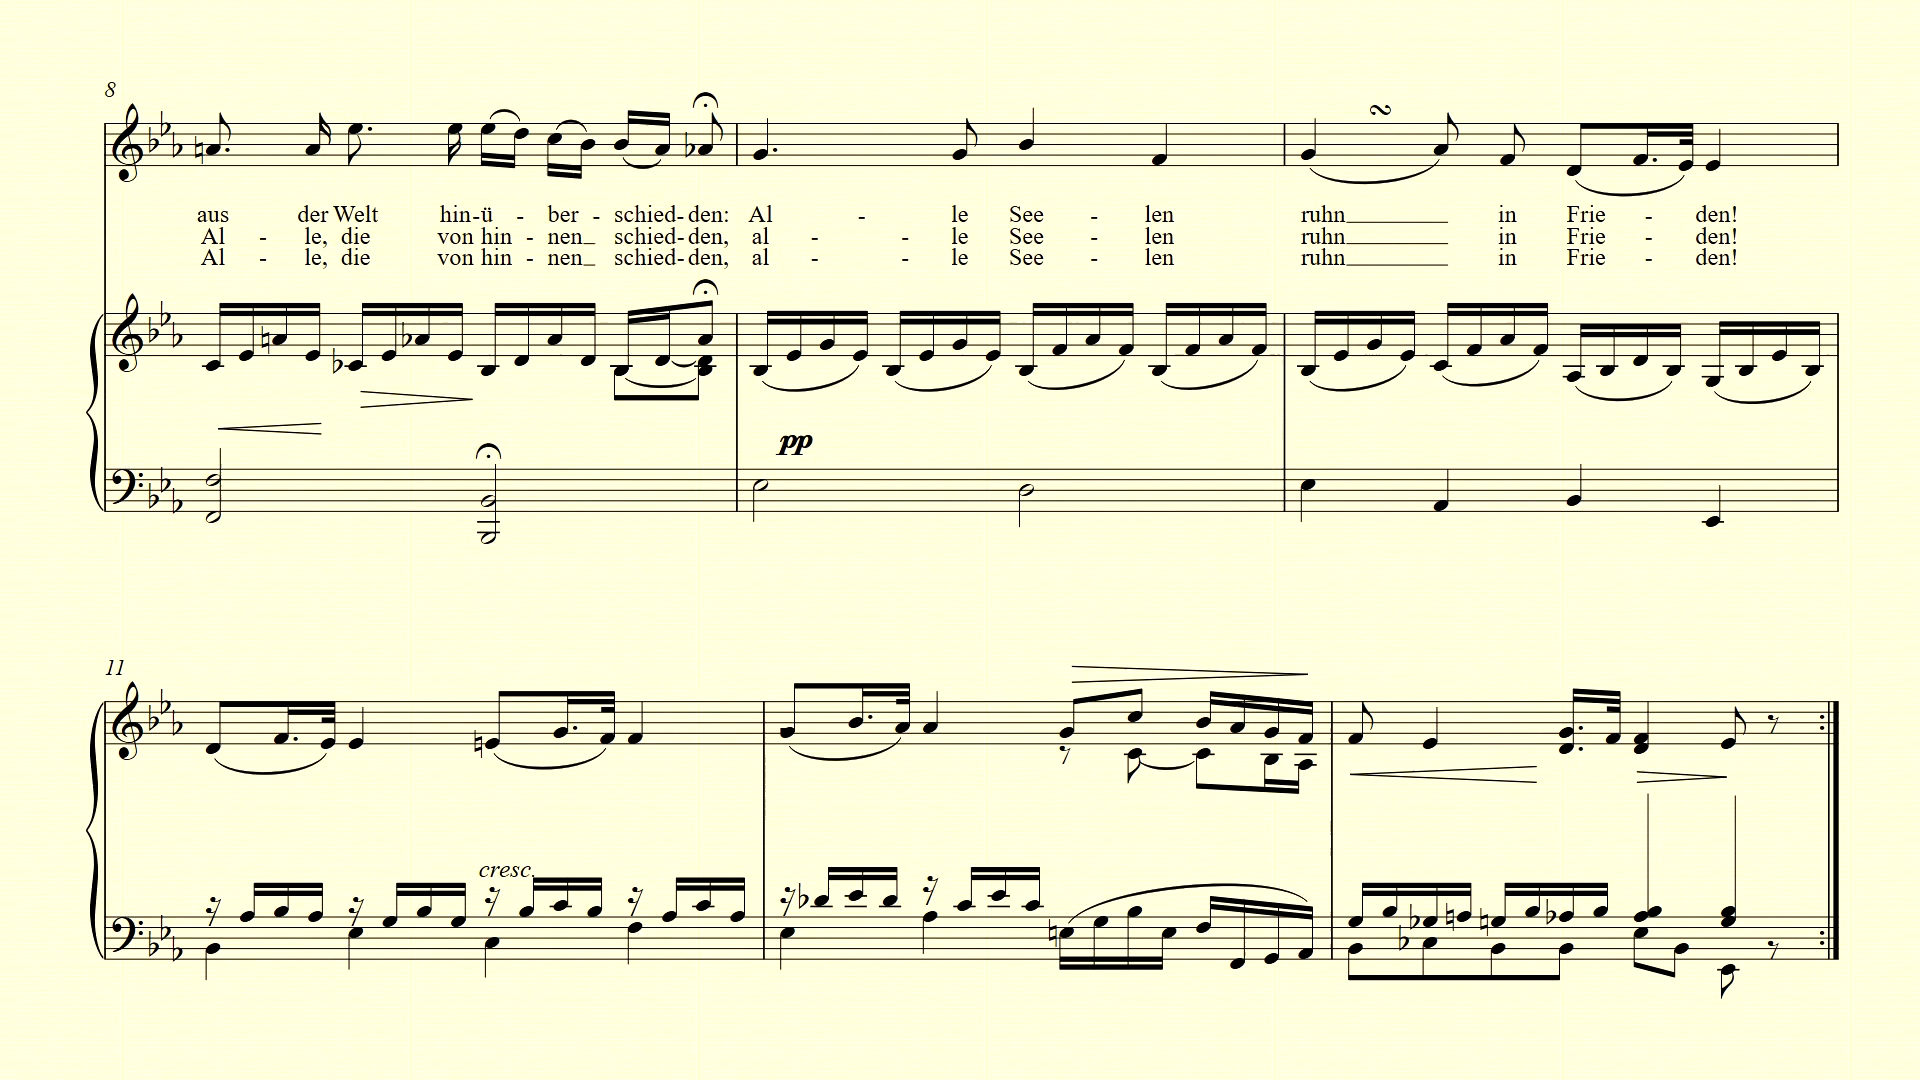 8
aus der Welt hin-ü - ber - schied-den: Al - le See - len ruhn in Frie - den!
Al - le, die von hin - nen schied-den, al - - le See - len ruhn in Frie - den!
Al - le, die von hin - nen schied-den, al - - le See - len ruhn in Frie - den!
pp
11
cresc.